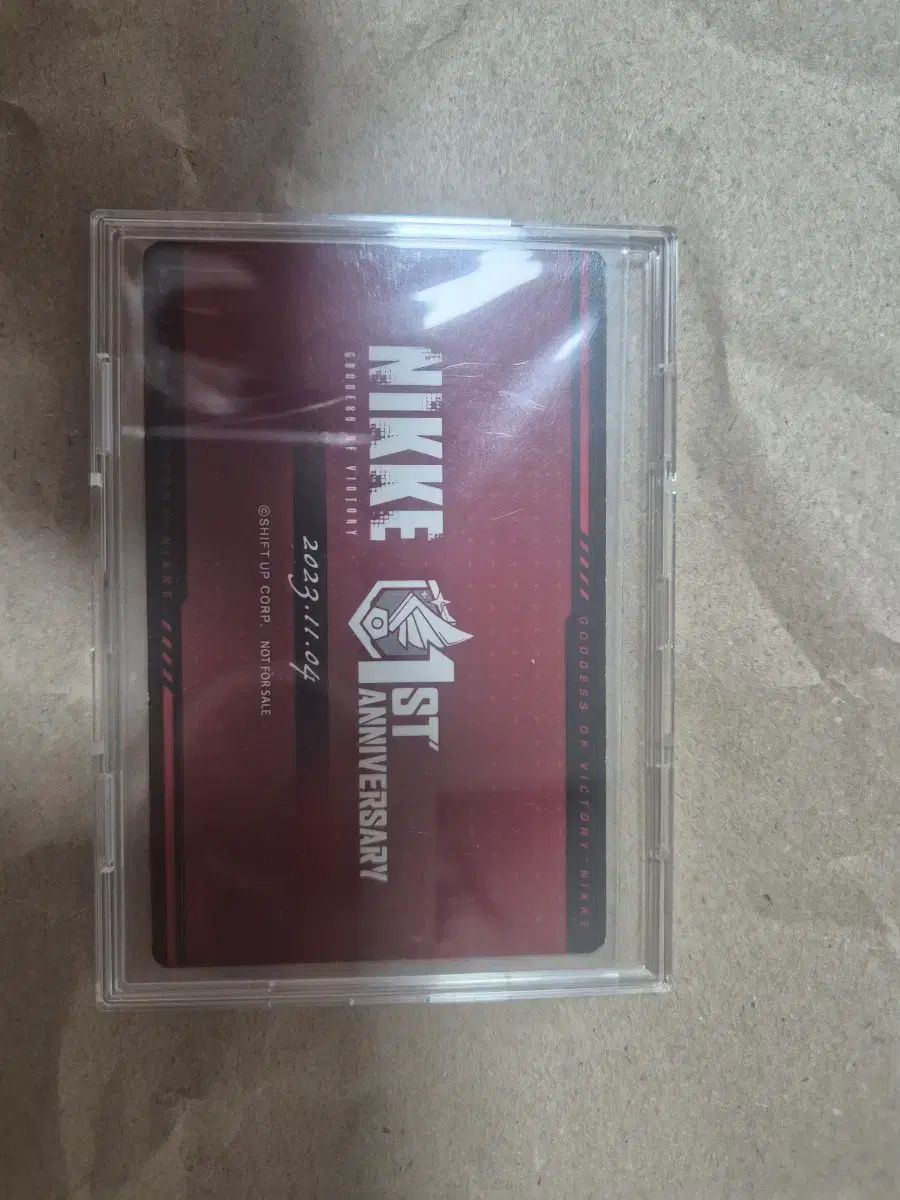 GODDESS OF VICTORY : NIKKE
NIKKE
GODDESS OF VICTORY
1ST
ANNIVERSARY
2023.11.04
©SHIFT UP CORP. NOT FOR SALE
NIKKE